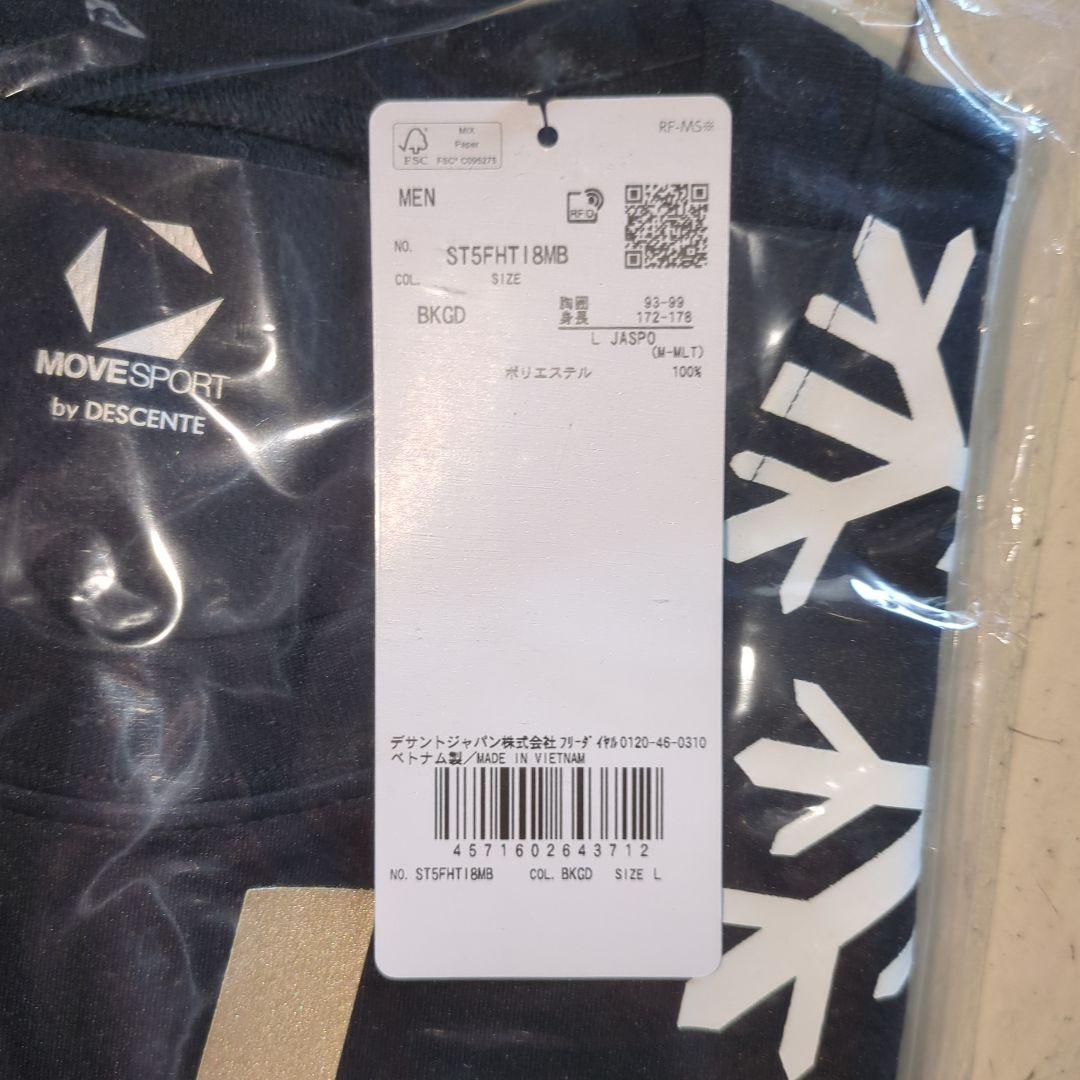 MOVESPORT
by DESCENTE
FSC
MIX
Paper
FSC® C095275
RF-MS※
MEN
RFID
NO. ST5FHTI8MB
COL. SIZE
BKGD
胸囲 93-99
身長 172-178
L JASPO
(M-MLT)
ポリエステル 100%
デサントジャパン株式会社 ﾌﾘｰﾀﾞｲﾔﾙ 0120-46-0310
ベトナム製/MADE IN VIETNAM
4571602643712
NO. ST5FHTI8MB COL. BKGD SIZE L